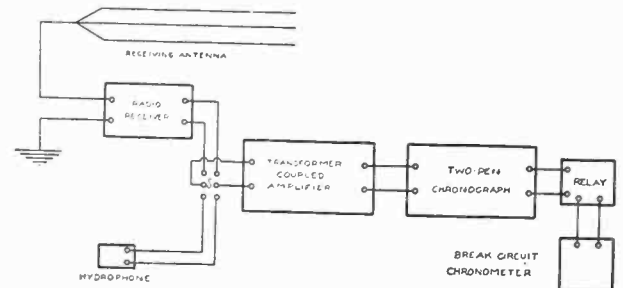 RECEIVING ANTENNA
RADIO
RECEIVER
TRANSFORMER
COUPLED
AMPLIFIER
TWO-PEN
CHRONOGRAPH
RELAY
HYDROPHONE
BREAK CIRCUIT
CHRONOMETER